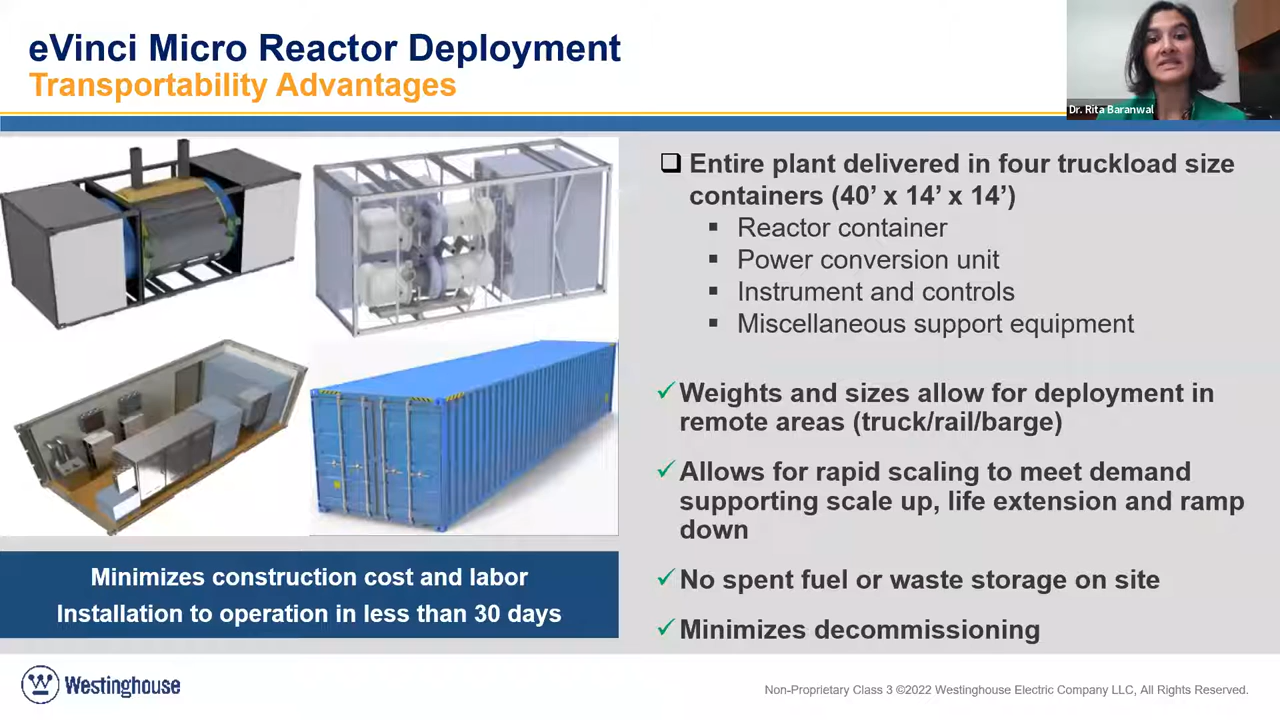 eVinci Micro Reactor Deployment
Transportability Advantages
Dr. Rita Baranwal
Entire plant delivered in four truckload size
containers (40’ x 14’ x 14’)
▪ Reactor container
▪ Power conversion unit
▪ Instrument and controls
▪ Miscellaneous support equipment
✓ Weights and sizes allow for deployment in
remote areas (truck/rail/barge)
✓ Allows for rapid scaling to meet demand
supporting scale up, life extension and ramp
down
✓ No spent fuel or waste storage on site
✓ Minimizes decommissioning
Minimizes construction cost and labor
Installation to operation in less than 30 days
Westinghouse
Non-Proprietary Class 3 ©2022 Westinghouse Electric Company LLC, All Rights Reserved.